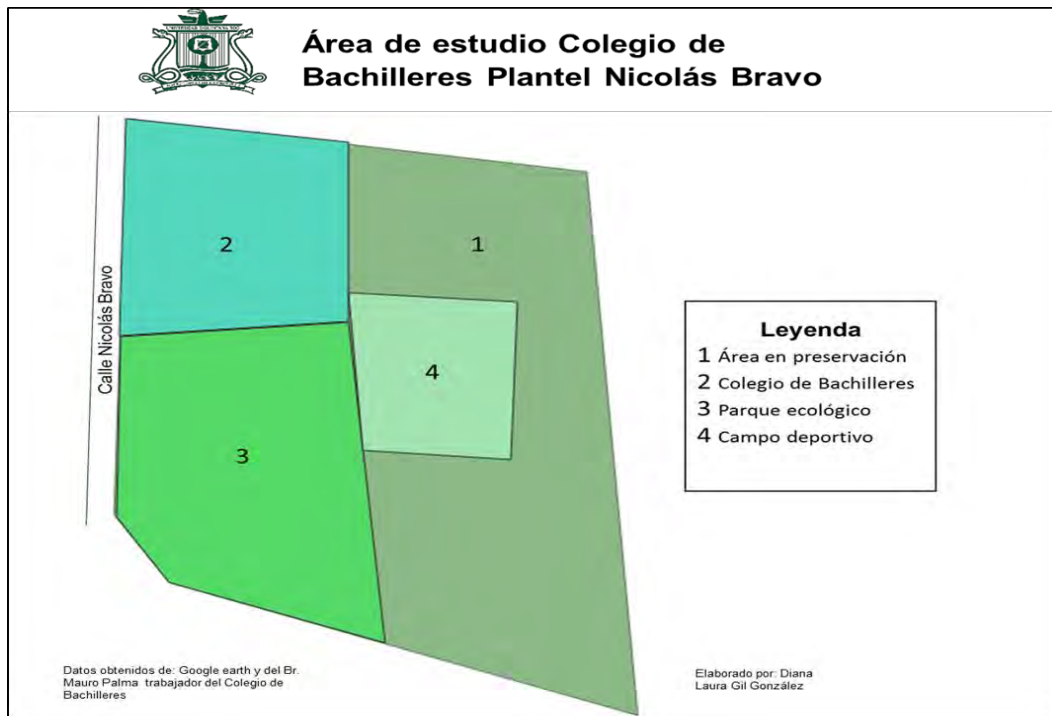 Área de estudio Colegio de
Bachilleres Plantel Nicolás Bravo
Calle Nicolás Bravo
2
1
4
3
Leyenda
1 Área en preservación
2 Colegio de Bachilleres
3 Parque ecológico
4 Campo deportivo
Datos obtenidos de: Google earth y del Br.
Mauro Palma trabajador del Colegio de
Bachilleres
Elaborado por: Diana
Laura Gil González